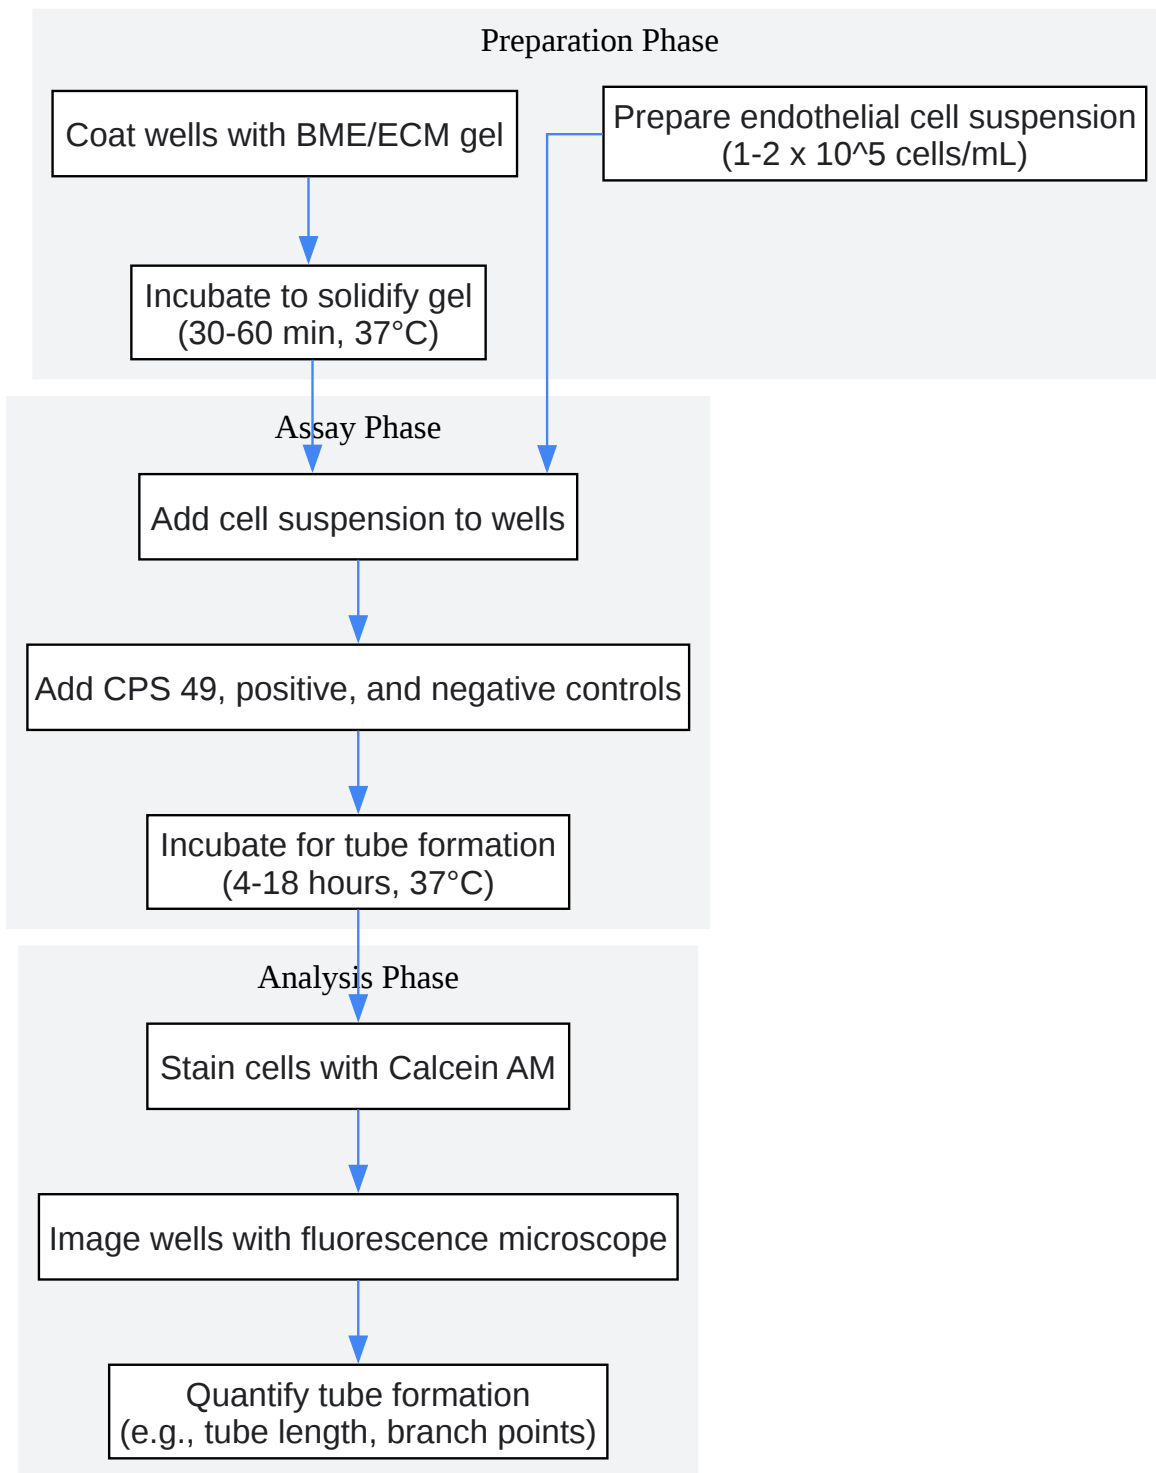 Preparation Phase
Coat wells with BME/ECM gel
Prepare endothelial cell suspension
(1-2 x 10^5 cells/mL)
Incubate to solidify gel
(30-60 min, 37°C)
Assay Phase
Add cell suspension to wells
Add CPS 49, positive, and negative controls
Incubate for tube formation
(4-18 hours, 37°C)
Analysis Phase
Stain cells with Calcein AM
Image wells with fluorescence microscope
Quantify tube formation
(e.g., tube length, branch points)